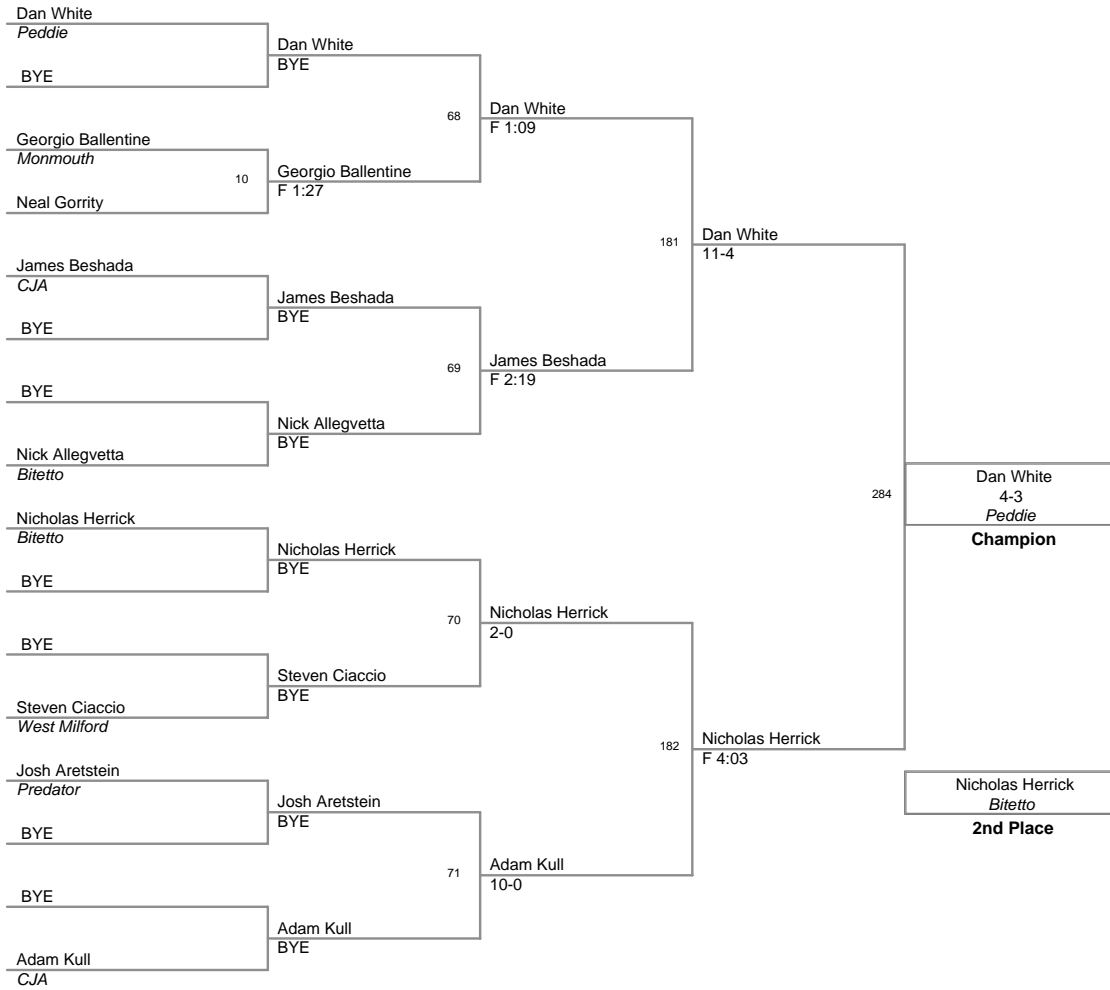 Dan White
Peddie
BYE
Georgio Ballentine
Monmouth
10
Neal Gorrity
James Beshada
CJA
BYE
BYE
Nick Allegvetta
Bitetto
Nicholas Herrick
Bitetto
BYE
BYE
Steven Ciaccio
West Milford
Josh Aretstein
Predator
BYE
BYE
Adam Kull
CJA
Dan White
BYE
68
Georgio Ballentine
F 1:27
James Beshada
BYE
69
Nick Allegvetta
BYE
Nicholas Herrick
BYE
70
Steven Ciaccio
BYE
Josh Aretstein
BYE
71
Adam Kull
BYE
Dan White
F 1:09
181
James Beshada
F 2:19
Nicholas Herrick
2-0
182
Adam Kull
10-0
Dan White
11-4
284
Nicholas Herrick
F 4:03
Dan White
4-3
Peddie
Champion
Nicholas Herrick
Bitetto
2nd Place